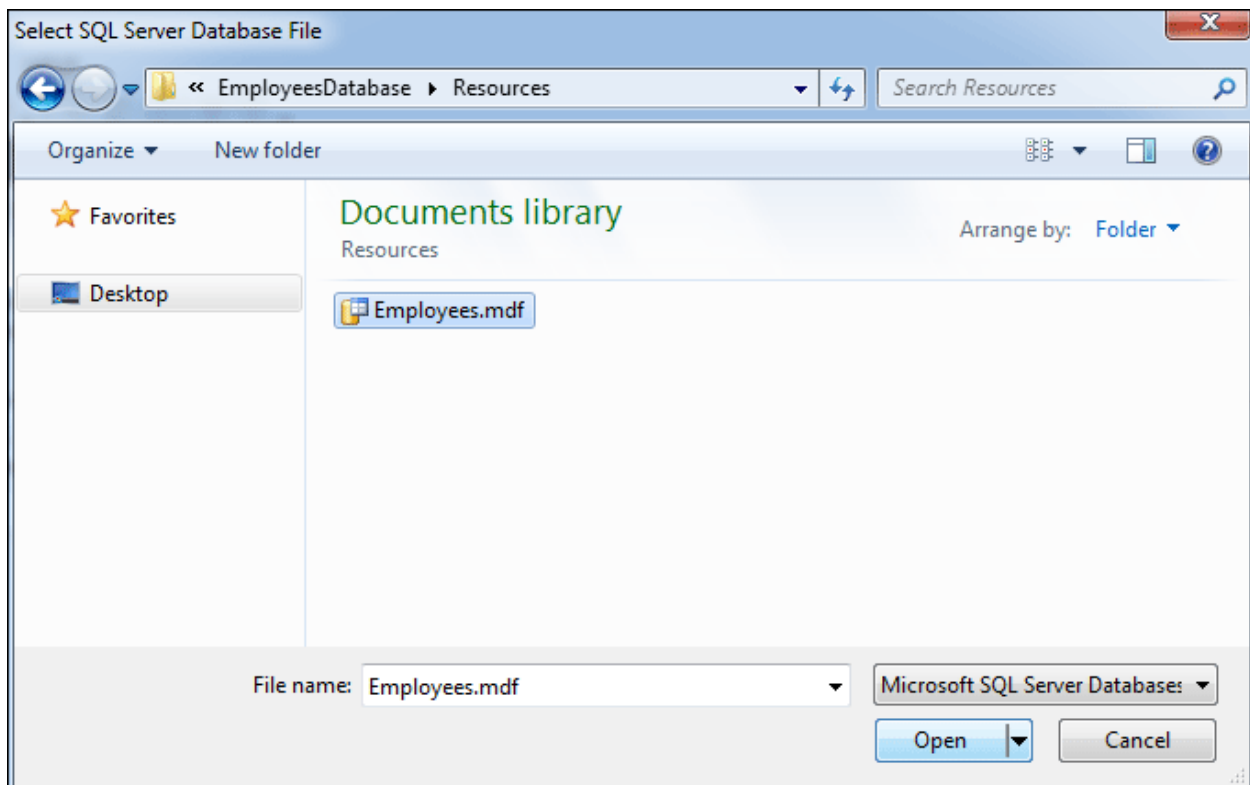 Select SQL Server Database File
« EmployeesDatabase Resources Search Resources
Organize New folder
Favorites
Documents library
Resources
Arrange by: Folder
Desktop
Employees.mdf
File name: Employees.mdf Microsoft SQL Server Databases
Open Cancel